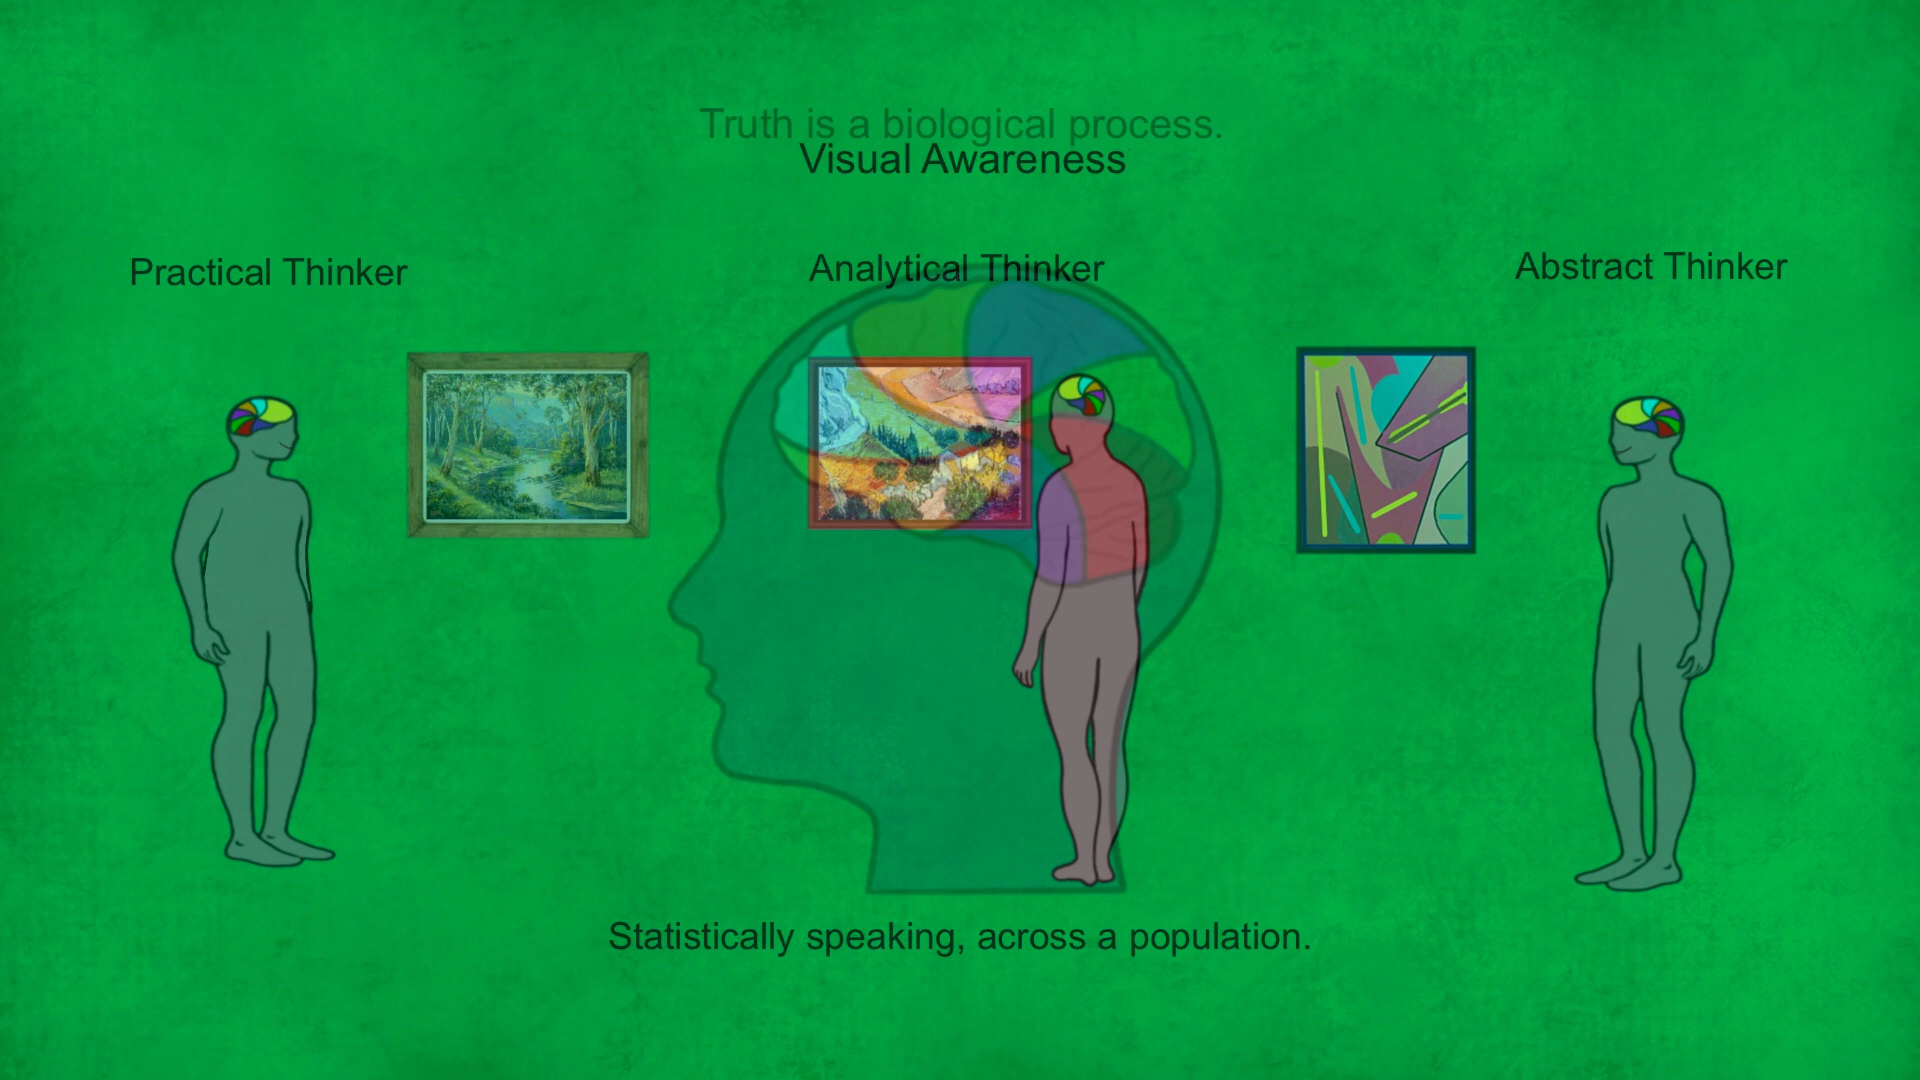 Truth is a biological process.
Visual Awareness
Practical Thinker
Analytical Thinker
Abstract Thinker
Statistically speaking, across a population.